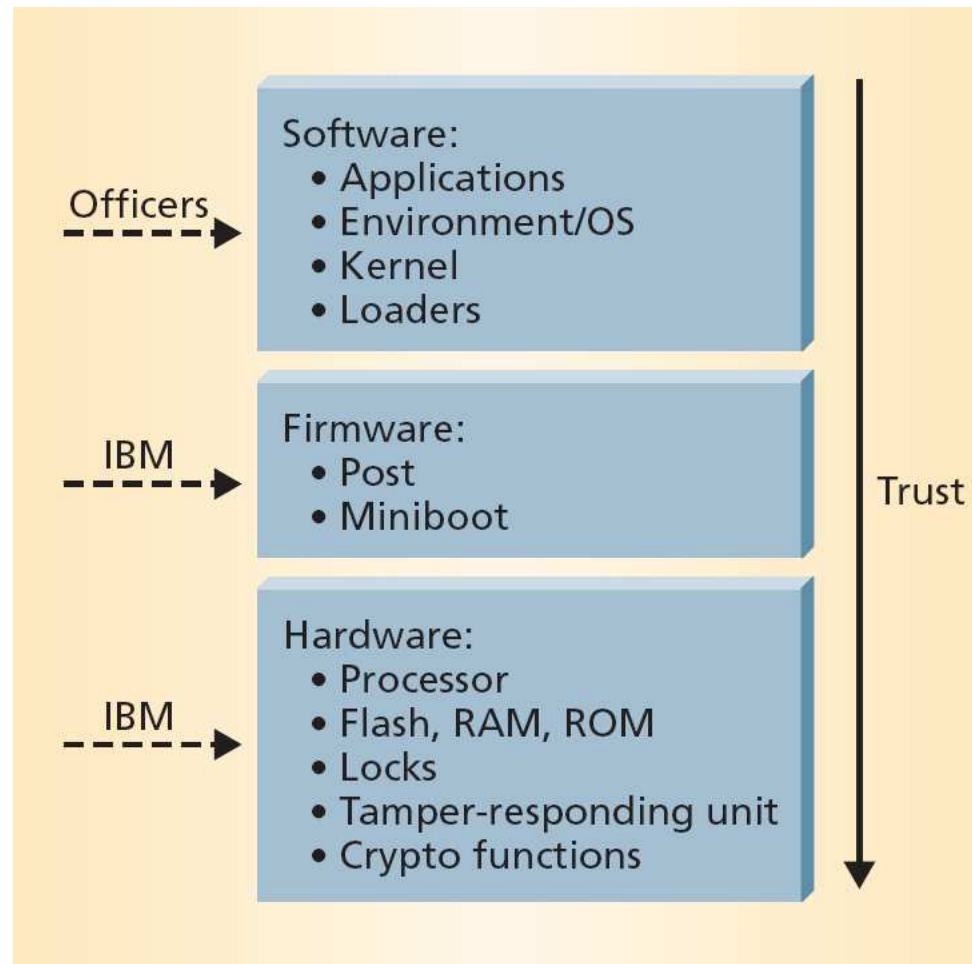 Officers
Software:
• Applications
• Environment/OS
• Kernel
• Loaders
IBM
Firmware:
• Post
• Miniboot
Trust
IBM
Hardware:
• Processor
• Flash, RAM, ROM
• Locks
• Tamper-responding unit
• Crypto functions